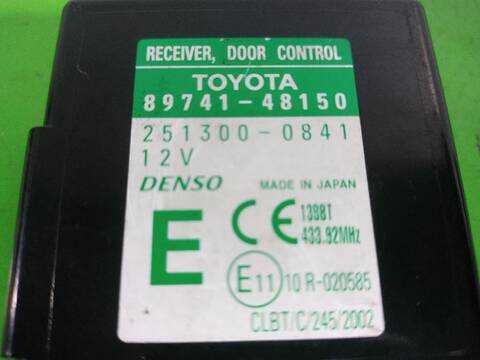 RECEIVER, DOOR CONTROL
TOYOTA
89741-48150
251300-0841
12V
DENSO MADE IN JAPAN
E CE 1388T
433.92MHz
E11 10 R-020585
CLBT/C/245/2002